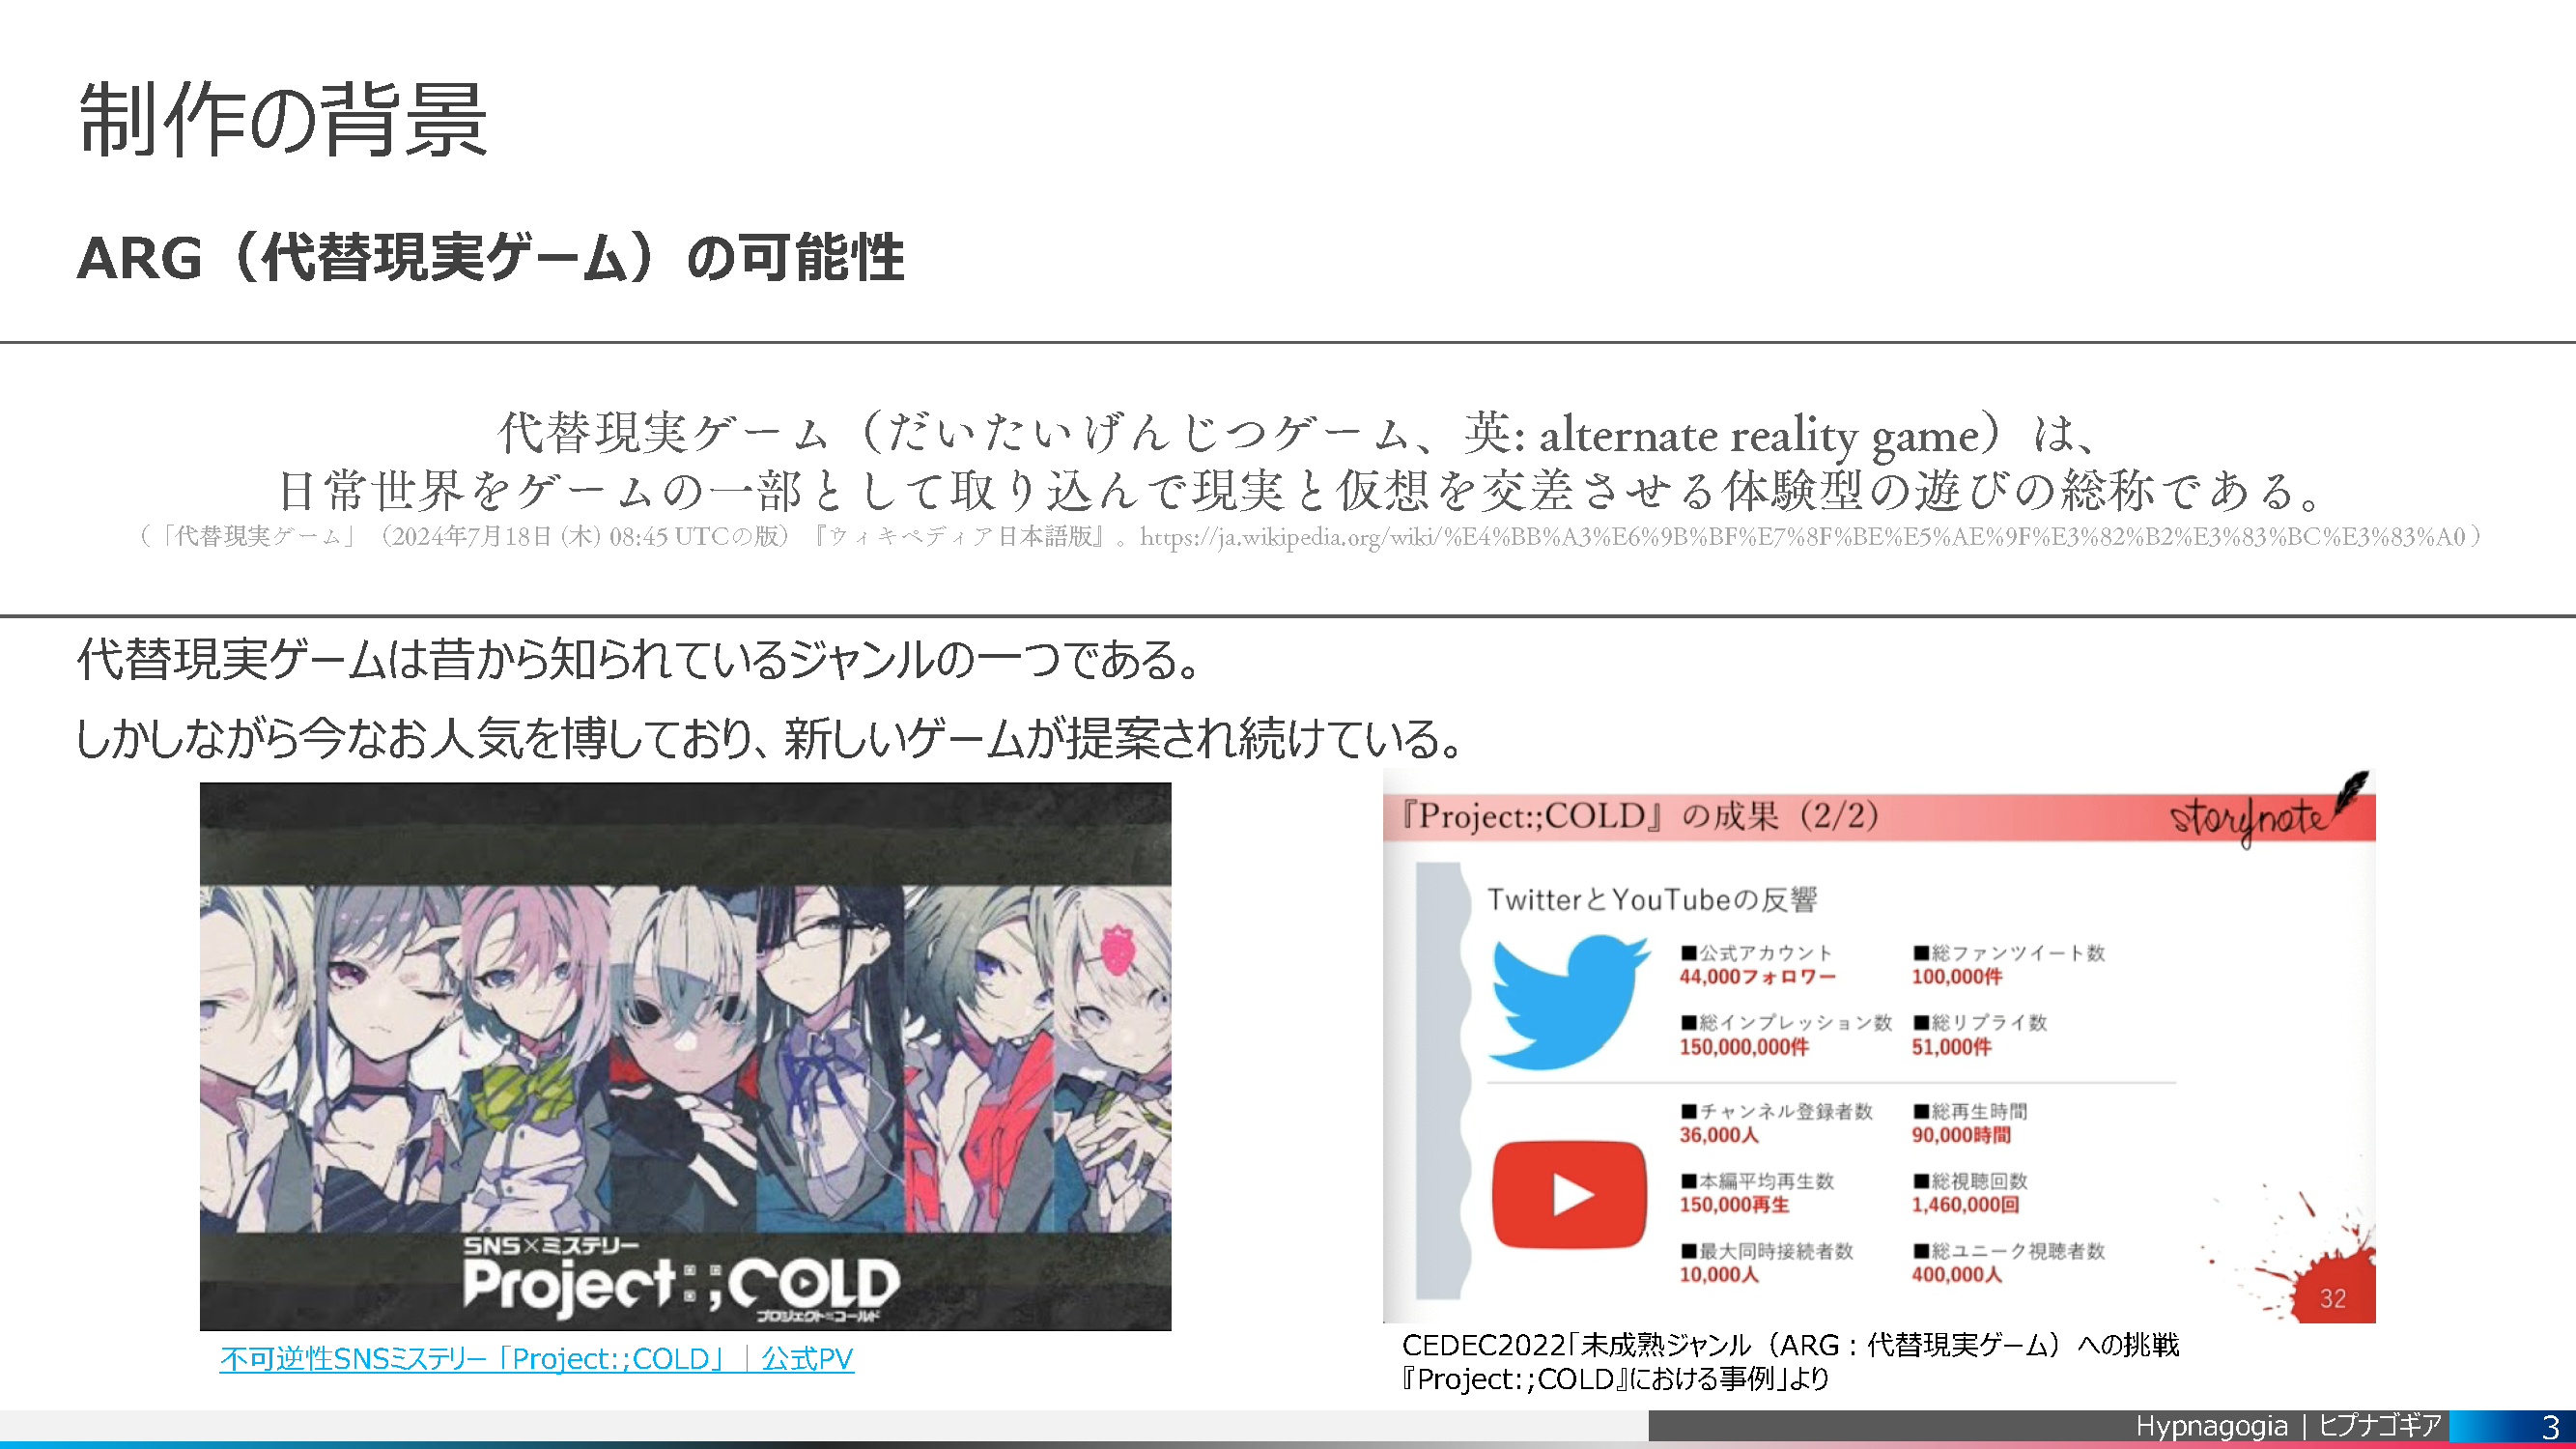 制作の背景
ARG（代替現実ゲーム）の可能性
代替現実ゲーム（だいたいげんじつゲーム、英: alternate reality game）は、
日常世界をゲームの一部として取り込んで現実と仮想を交差させる体験型の遊びの総称である。
（「代替現実ゲーム」（2024年7月18日 (木) 08:45 UTCの版）『ウィキペディア日本語版』。https://ja.wikipedia.org/wiki/%E4%BB%A3%E6%9B%BF%E7%8F%BE%E5%AE%9F%E3%82%B2%E3%83%BC%E3%83%A0 ）
代替現実ゲームは昔から知られているジャンルの一つである。
しかしながら今なお人気を博しており、新しいゲームが提案され続けている。
SNS×ミステリー
Project:;COLD
プロジェクト:コールド
不可逆性SNSミステリー「Project:;COLD」｜公式PV
『Project:;COLD』の成果（2/2）
storynote
TwitterとYouTubeの反響
■公式アカウント ■総ファンツイート数
44,000フォロワー 100,000件
■総インプレッション数 ■総リプライ数
150,000,000件 51,000件
■チャンネル登録者数 ■総再生時間
36,000人 90,000時間
■本編平均再生数 ■総視聴回数
150,000再生 1,460,000回
■最大同時接続者数 ■総ユニーク視聴者数
10,000人 400,000人
32
CEDEC2022「未成熟ジャンル（ARG：代替現実ゲーム）への挑戦
『Project:;COLD』における事例」より
Hypnagogia | ヒプナゴギア
3